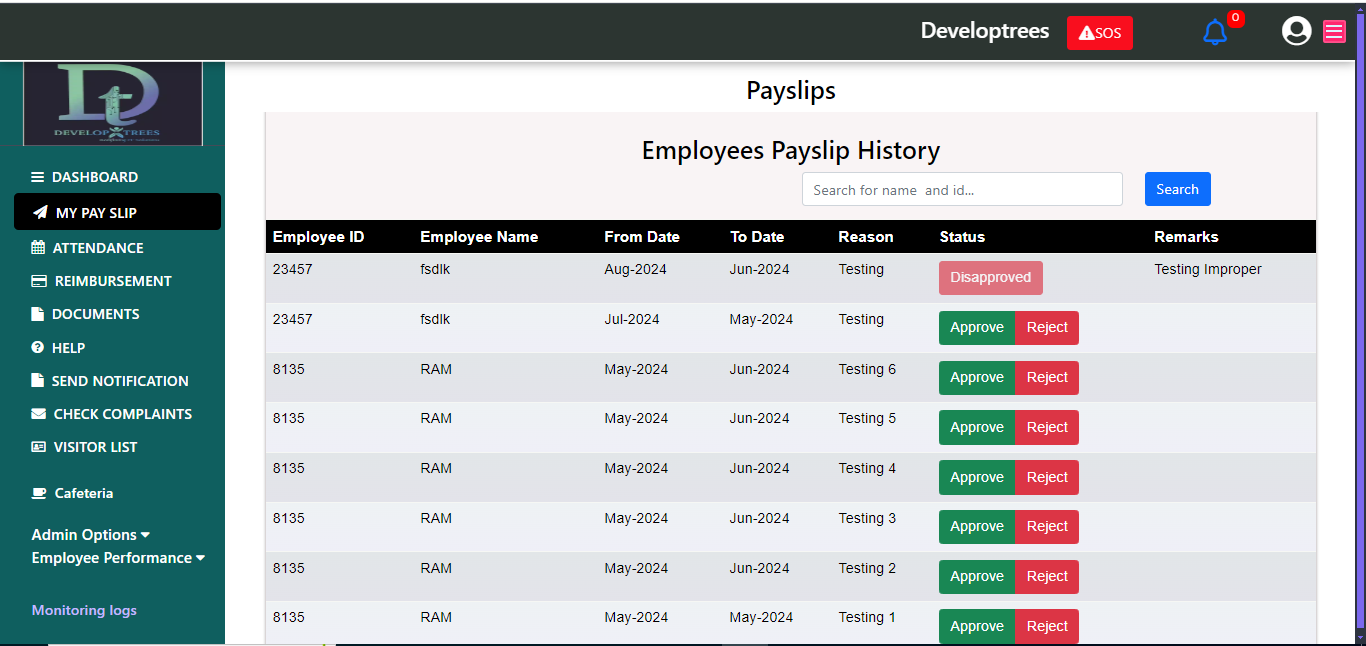 Developtrees SOS 0
DEVELOP TREES
DASHBOARD
MY PAY SLIP
ATTENDANCE
REIMBURSEMENT
DOCUMENTS
HELP
SEND NOTIFICATION
CHECK COMPLAINTS
VISITOR LIST
Cafeteria
Admin Options
Employee Performance
Monitoring logs
Payslips
Employees Payslip History
Search for name and id... Search
Employee ID Employee Name From Date To Date Reason Status Remarks
23457 fsdlk Aug-2024 Jun-2024 Testing Disapproved Testing Improper
23457 fsdlk Jul-2024 May-2024 Testing Approve Reject
8135 RAM May-2024 Jun-2024 Testing 6 Approve Reject
8135 RAM May-2024 Jun-2024 Testing 5 Approve Reject
8135 RAM May-2024 Jun-2024 Testing 4 Approve Reject
8135 RAM May-2024 Jun-2024 Testing 3 Approve Reject
8135 RAM May-2024 Jun-2024 Testing 2 Approve Reject
8135 RAM May-2024 May-2024 Testing 1 Approve Reject